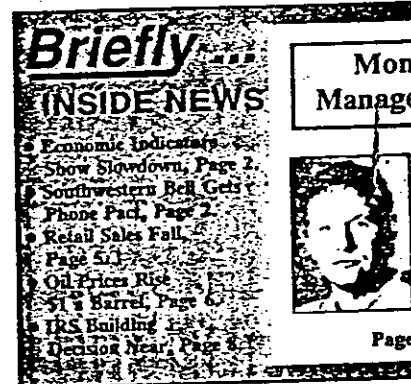 Briefly...
INSIDE NEWS
• Economic Indicators
Show Slowdown, Page 2.
• Southwestern Bell Gets
Phone Pact, Page 2.
• Retail Sales Fall,
Page 5.
• Oil Prices Rise
$1 a Barrel, Page 6.
• IRS Building
Decision Near, Page 8.
Mon
Manage
Page